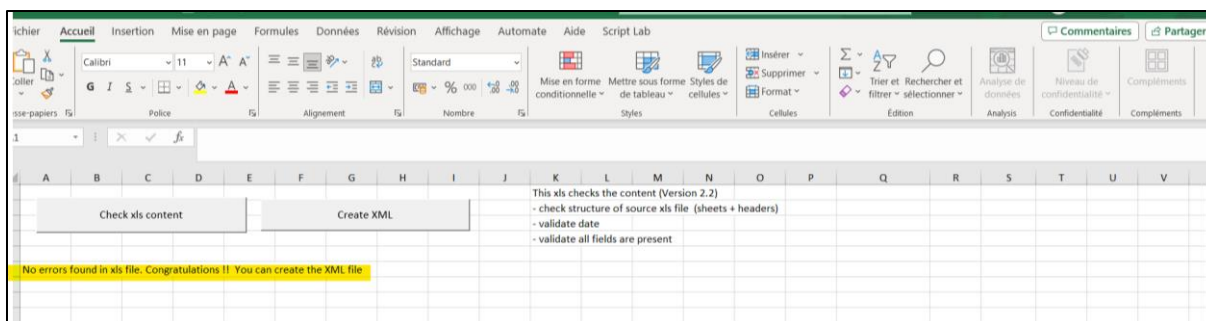 ichier Accueil Insertion Mise en page Formules Données Révision Affichage Automate Aide Script Lab Commentaires Partager
Calibri 11 A A Standard Insérer
Mise en forme Mettre sous forme Styles de Supprimer Trier et Rechercher et Analyse de Niveau de Compléments
G I S A % 000 conditionnelle de tableau cellules Format filtrer sélectionner données confidentialité
sse-papiers Police Alignement Nombre Styles Cellules Édition Analysis Confidentialité Compléments
fx
A B C D E F G H I J K L M N O P Q R S T U V
This xls checks the content (Version 2.2)
Check xls content Create XML - check structure of source xls file (sheets + headers)
- validate date
- validate all fields are present
No errors found in xls file. Congratulations !! You can create the XML file